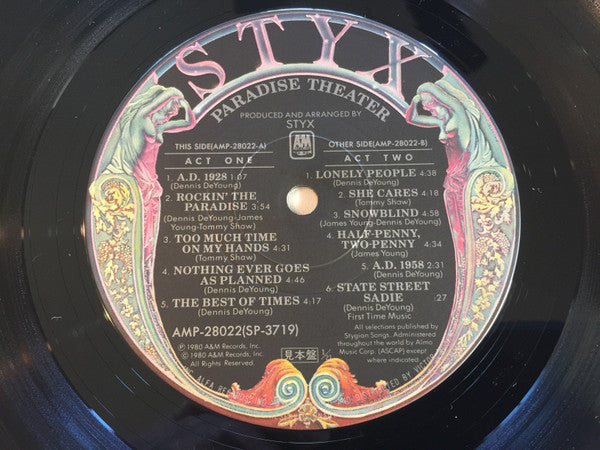 STYX
PARADISE THEATER
PRODUCED AND ARRANGED BY
STYX
A&M
THIS SIDE(AMP-28022-A)
ACT ONE
1. A.D. 1928 1:07
(Dennis DeYoung)
2. ROCKIN' THE
PARADISE 3:54
(Dennis DeYoung-James
Young-Tommy Shaw)
3. TOO MUCH TIME
ON MY HANDS 4:31
(Tommy Shaw)
4. NOTHING EVER GOES
AS PLANNED 4:46
(Dennis DeYoung)
5. THE BEST OF TIMES 4:17
(Dennis DeYoung)
AMP-28022(SP-3719)
Ⓟ 1980 A&M Records, Inc.
© 1980 A&M Records, Inc.
All Rights Reserved.
OTHER SIDE(AMP-28022-B)
ACT TWO
1. LONELY PEOPLE 4:38
(Dennis DeYoung)
2. SHE CARES 4:18
(Tommy Shaw)
3. SNOWBLIND 4:58
(James Young-Dennis DeYoung)
4. HALF-PENNY,
TWO-PENNY 4:34
(James Young)
5. A.D. 1958 2:31
(Dennis DeYoung)
6. STATE STREET
SADIE :27
(Dennis DeYoung)
First Time Music
All selections published by
Stygian Songs. Administered
throughout the world by Almo
Music Corp. (ASCAP) except
where indicated.
見本盤
ALFA
BY